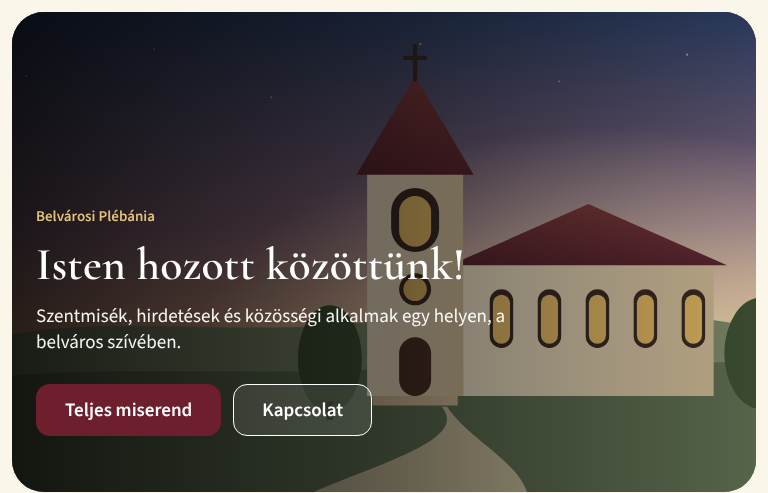 Belvárosi Plébánia
Isten hozott közöttünk!
Szentmisék, hirdetések és közösségi alkalmak egy helyen, a
belváros szívében.
Teljes miserend
Kapcsolat